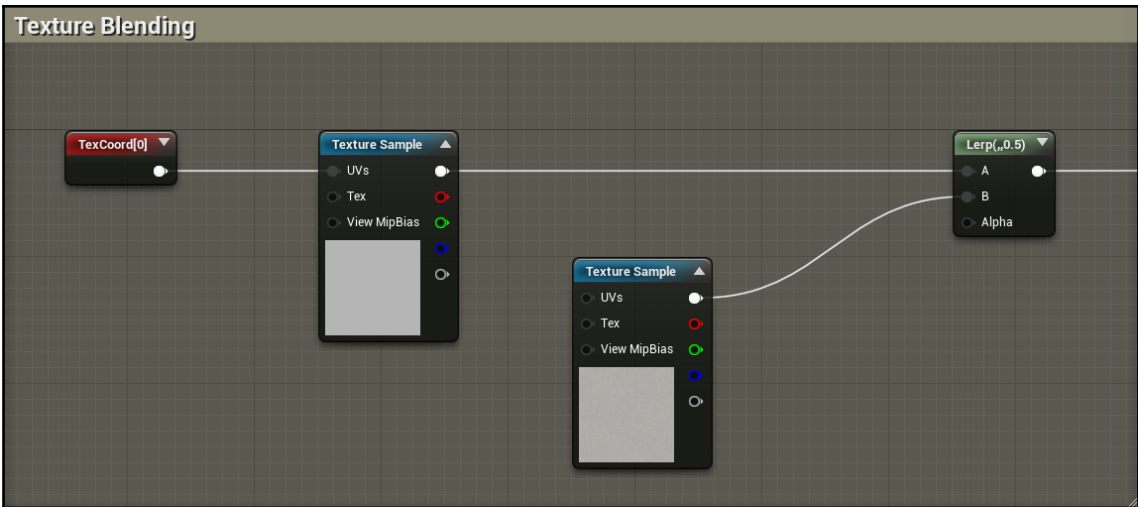 Texture Blending
TexCoord[0]
Texture Sample
UVs
Tex
View MipBias
Texture Sample
UVs
Tex
View MipBias
Lerp(,,0.5)
A
B
Alpha